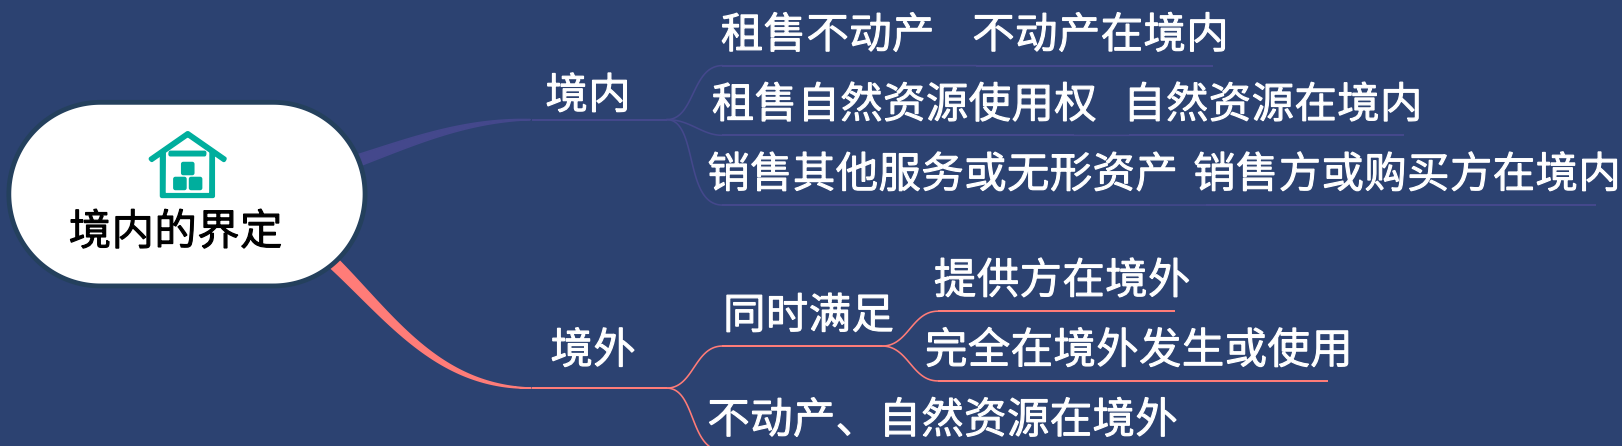 境内的界定
境内
租售不动产 不动产在境内
租售自然资源使用权 自然资源在境内
销售其他服务或无形资产 销售方或购买方在境内
境外
同时满足
提供方在境外
完全在境外发生或使用
不动产、自然资源在境外